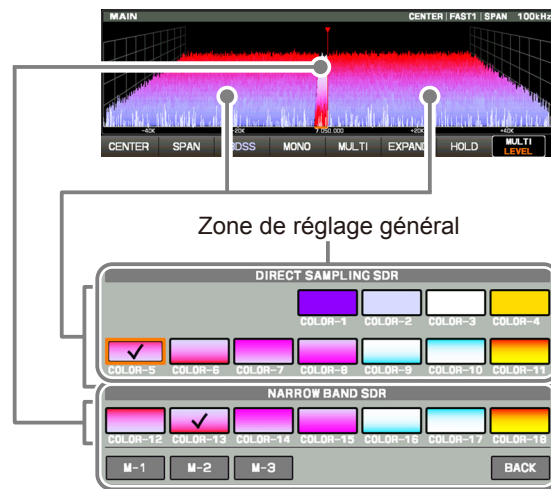 MAIN CENTER FAST1 SPAN 100kHz
-40K -20K 7.050.000 +20K +40K
CENTER SPAN 3DSS MONO MULTI EXPAND HOLD MULTI LEVEL
Zone de réglage général
DIRECT SAMPLING SDR
COLOR-1 COLOR-2 COLOR-3 COLOR-4
COLOR-5 COLOR-6 COLOR-7 COLOR-8 COLOR-9 COLOR-10 COLOR-11
NARROW BAND SDR
COLOR-12 COLOR-13 COLOR-14 COLOR-15 COLOR-16 COLOR-17 COLOR-18
M-1 M-2 M-3 BACK